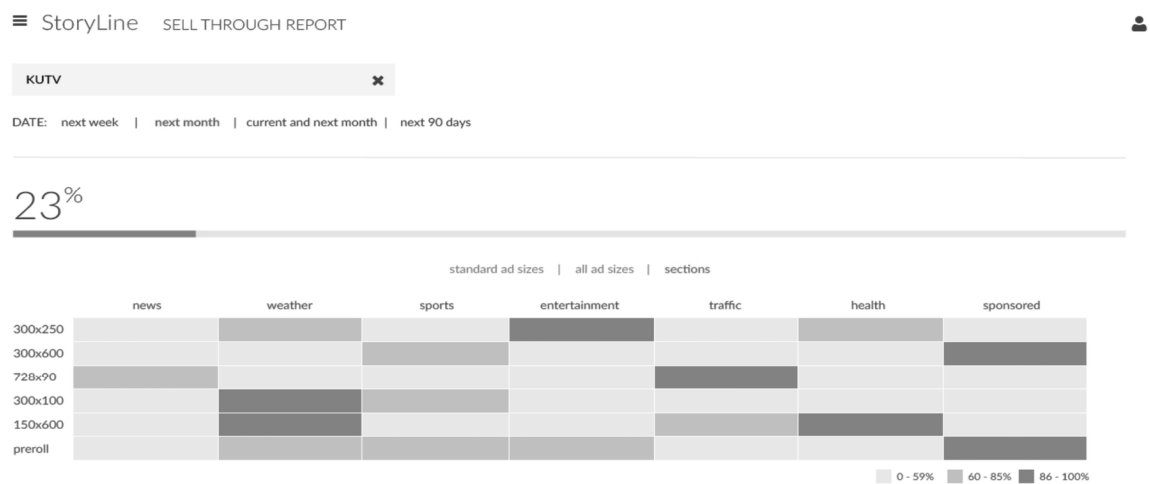 StoryLine SELL THROUGH REPORT
KUTV
DATE: next week | next month | current and next month | next 90 days
23%
standard ad sizes | all ad sizes | sections
news weather sports entertainment traffic health sponsored
300x250
300x600
728x90
300x100
150x600
preroll
0 - 59% 60 - 85% 86 - 100%